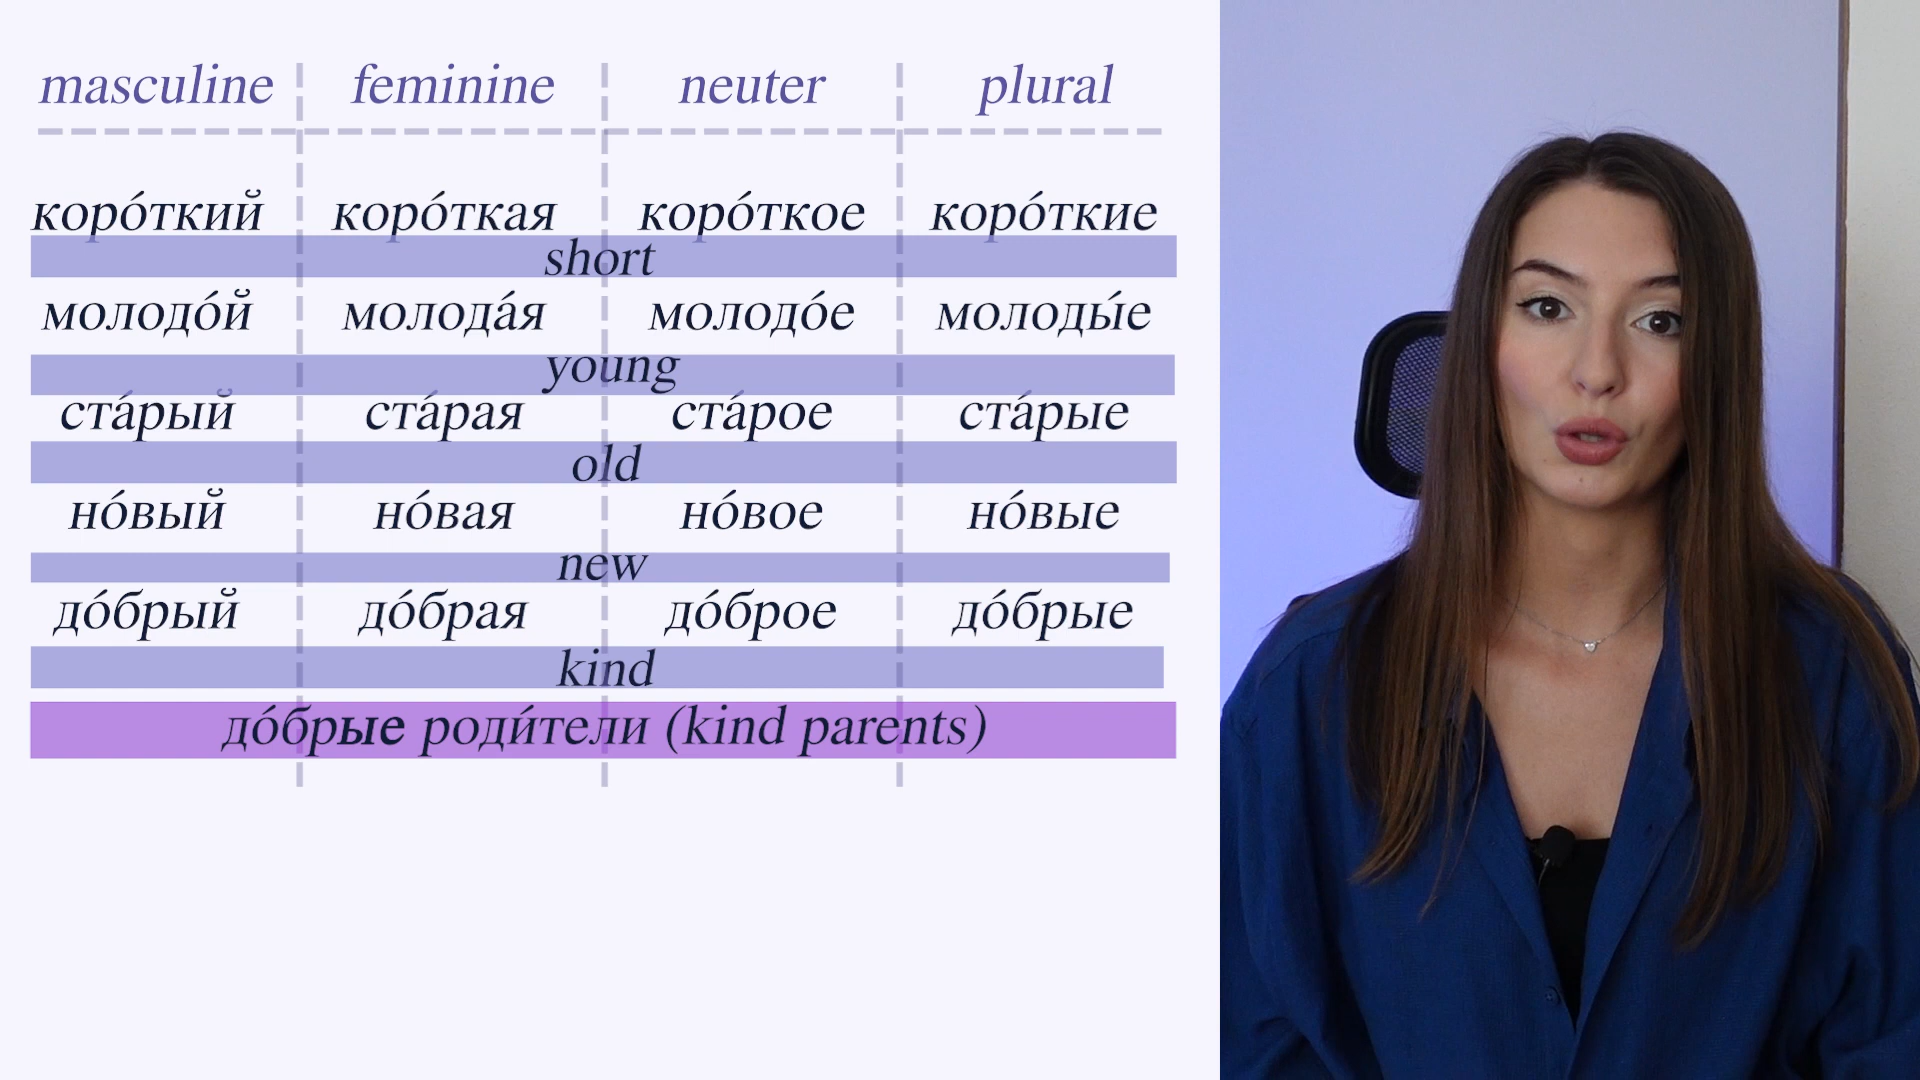 masculine feminine neuter plural
коро́ткий коро́ткая коро́ткое коро́ткие
short
молодо́й молода́я молодо́е молоды́е
young
ста́рый ста́рая ста́рое ста́рые
old
но́вый но́вая но́вое но́вые
new
до́брый до́брая до́брое до́брые
kind
до́брые роди́тели (kind parents)